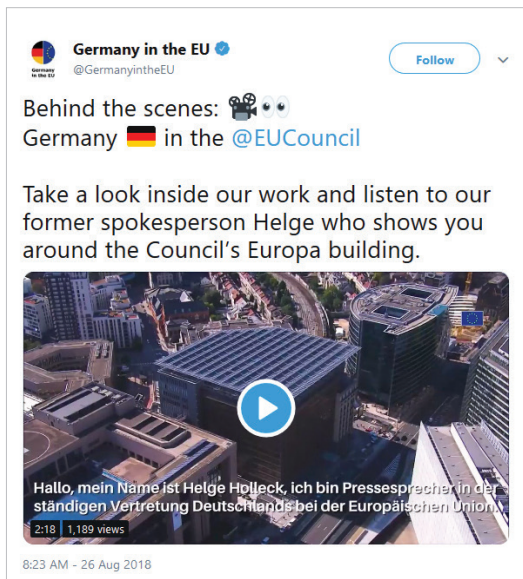 Germany in the EU
@GermanyintheEU
Germany
in the EU
Follow
Behind the scenes: 🎥👀
Germany 🇩🇪 in the @EUCouncil
Take a look inside our work and listen to our
former spokesperson Helge who shows you
around the Council's Europa building.
Hallo, mein Name ist Helge Holleck, ich bin Pressesprecher in der
ständigen Vertretung Deutschlands bei der Europäischen Union.
2:18
1,189 views
8:23 AM - 26 Aug 2018